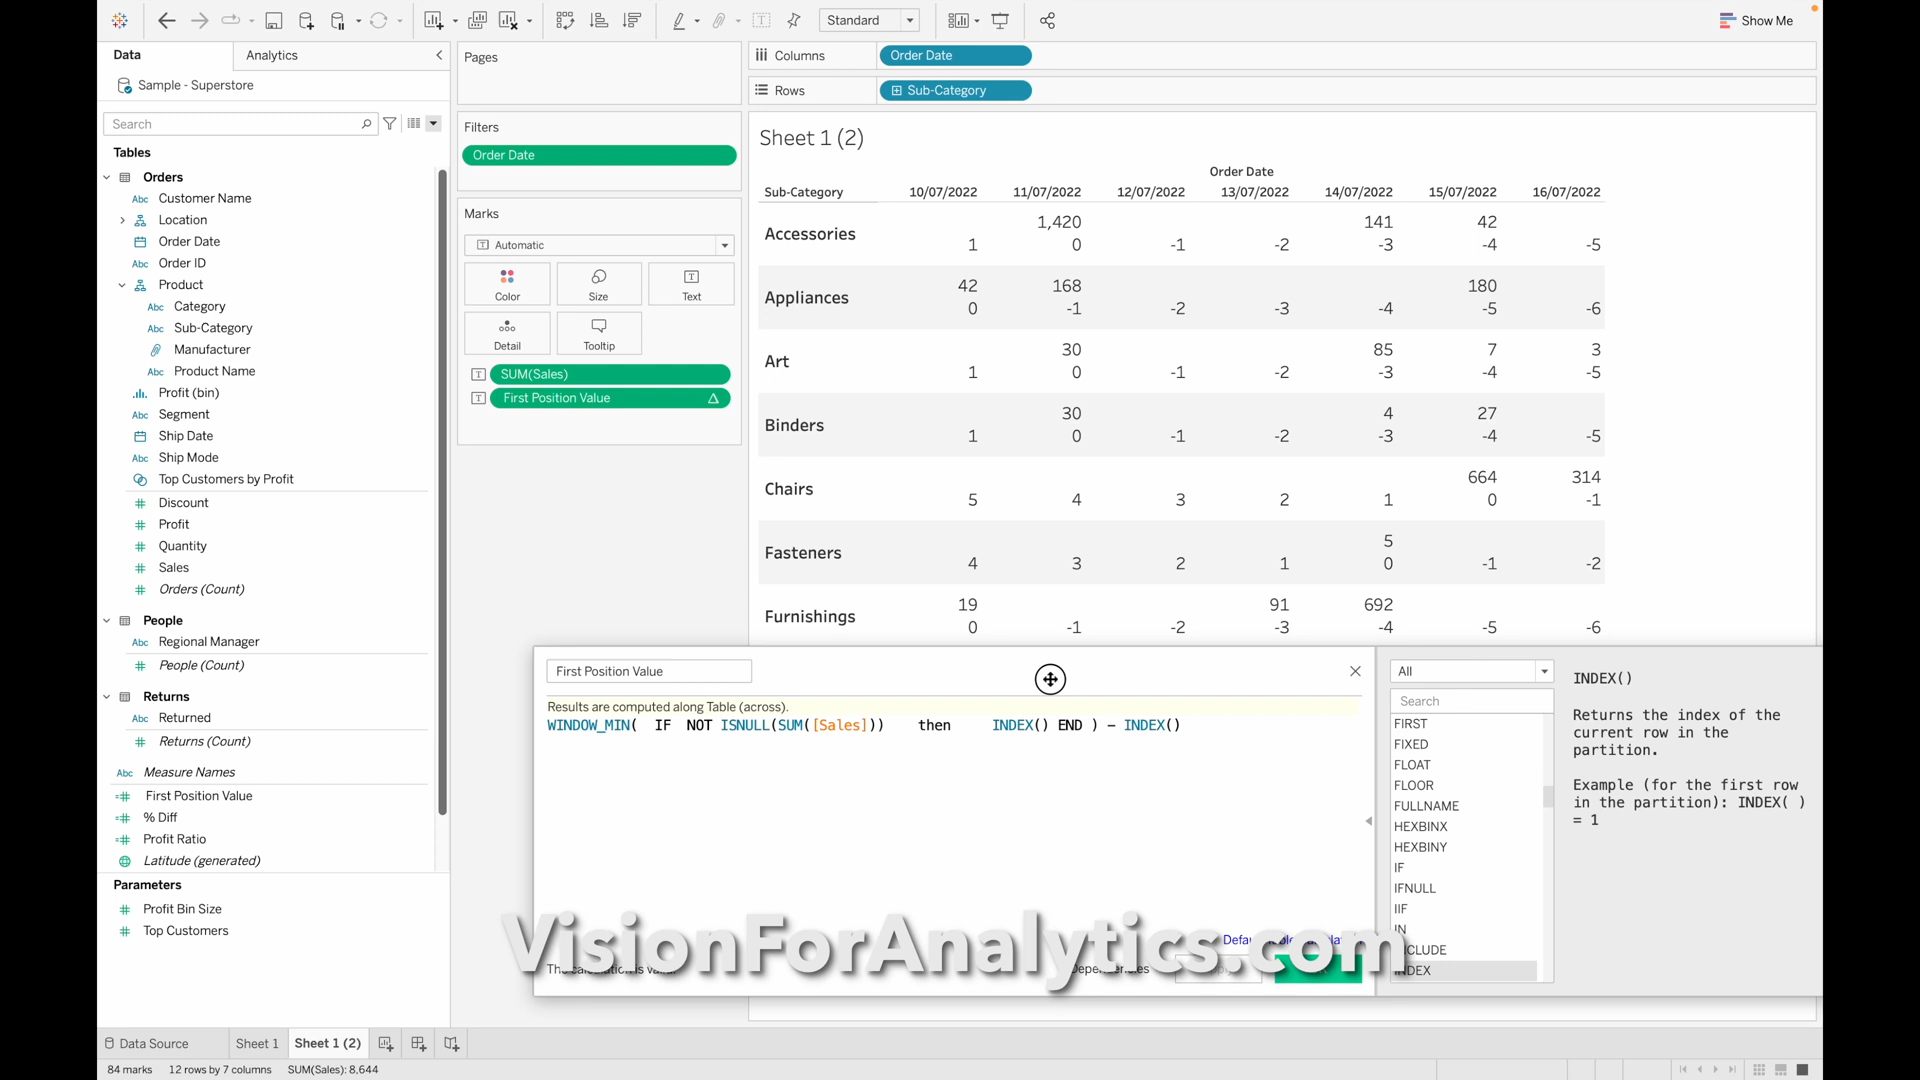 Standard
Show Me
Data
Analytics
Sample - Superstore
Search
Tables
Orders
Abc Customer Name
Location
Order Date
Abc Order ID
Product
Abc Category
Abc Sub-Category
Manufacturer
Abc Product Name
Profit (bin)
Abc Segment
Ship Date
Abc Ship Mode
Top Customers by Profit
# Discount
# Profit
# Quantity
# Sales
# Orders (Count)
People
Abc Regional Manager
# People (Count)
Returns
Abc Returned
# Returns (Count)
Abc Measure Names
=# First Position Value
=# % Diff
=# Profit Ratio
Latitude (generated)
Parameters
# Profit Bin Size
# Top Customers
Pages
Filters
Order Date
Marks
T Automatic
Color
Size
T Text
Detail
Tooltip
T SUM(Sales)
T First Position Value △
Columns
Order Date
Rows
Sub-Category
Sheet 1 (2)
Order Date
Sub-Category 10/07/2022 11/07/2022 12/07/2022 13/07/2022 14/07/2022 15/07/2022 16/07/2022
1,420 141 42
Accessories
1 0 -1 -2 -3 -4 -5
42 168 180
Appliances
0 -1 -2 -3 -4 -5 -6
30 85 7 3
Art
1 0 -1 -2 -3 -4 -5
30 4 27
Binders
1 0 -1 -2 -3 -4 -5
664 314
Chairs
5 4 3 2 1 0 -1
5
Fasteners
4 3 2 1 0 -1 -2
19 91 692
Furnishings
0 -1 -2 -3 -4 -5 -6
First Position Value
Results are computed along Table (across).
WINDOW_MIN( IF NOT ISNULL(SUM([Sales])) then INDEX() END ) - INDEX()
All
Search
FIRST
FIXED
FLOAT
FLOOR
FULLNAME
HEXBINX
HEXBINY
IF
IFNULL
IIF
IN
INCLUDE
INDEX
INDEX()
Returns the index of the
current row in the
partition.
Example (for the first row
in the partition): INDEX( )
= 1
VisionForAnalytics.com
Data Source
Sheet 1
Sheet 1 (2)
84 marks
12 rows by 7 columns
SUM(Sales): 8,644